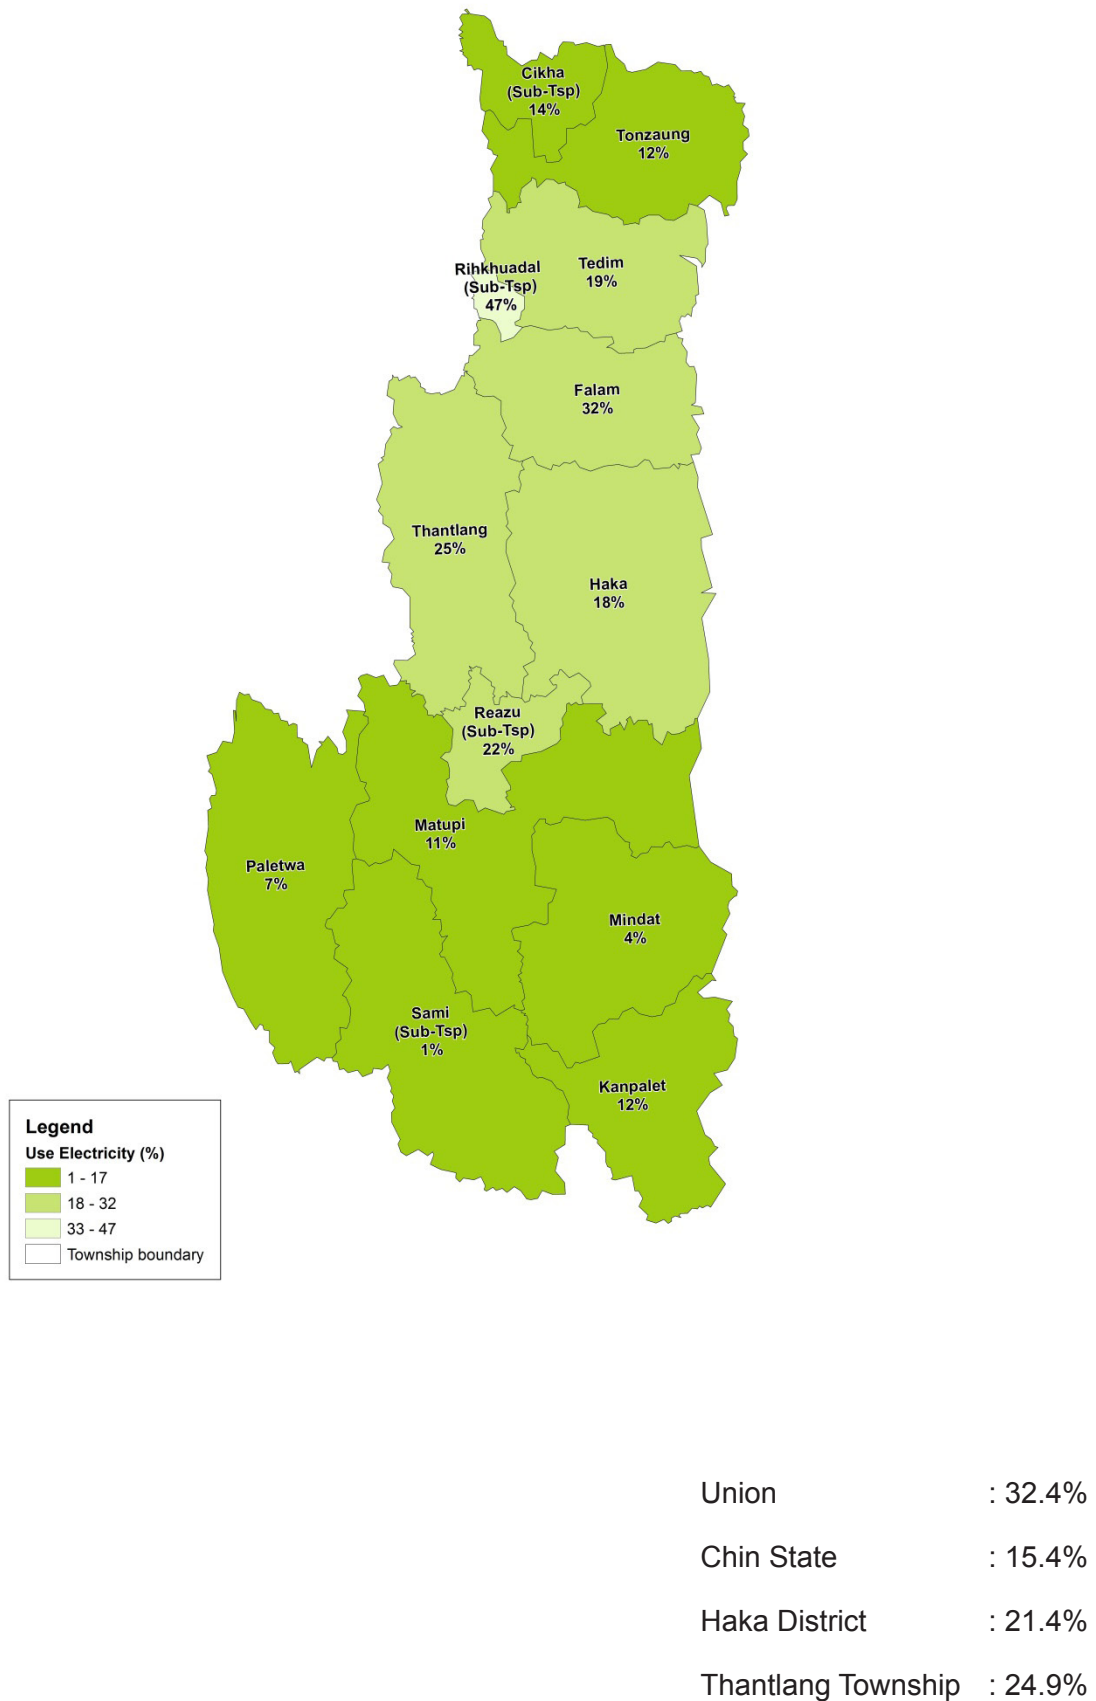 Cikha
(Sub-Tsp)
14%
Tonzaung
12%
Rihkhuadal
(Sub-Tsp)
47%
Tedim
19%
Falam
32%
Thantlang
25%
Haka
18%
Reazu
(Sub-Tsp)
22%
Matupi
11%
Paletwa
7%
Mindat
4%
Sami
(Sub-Tsp)
1%
Kanpalet
12%
Legend
Use Electricity (%)
1 - 17
18 - 32
33 - 47
Township boundary
Union : 32.4%
Chin State : 15.4%
Haka District : 21.4%
Thantlang Township : 24.9%